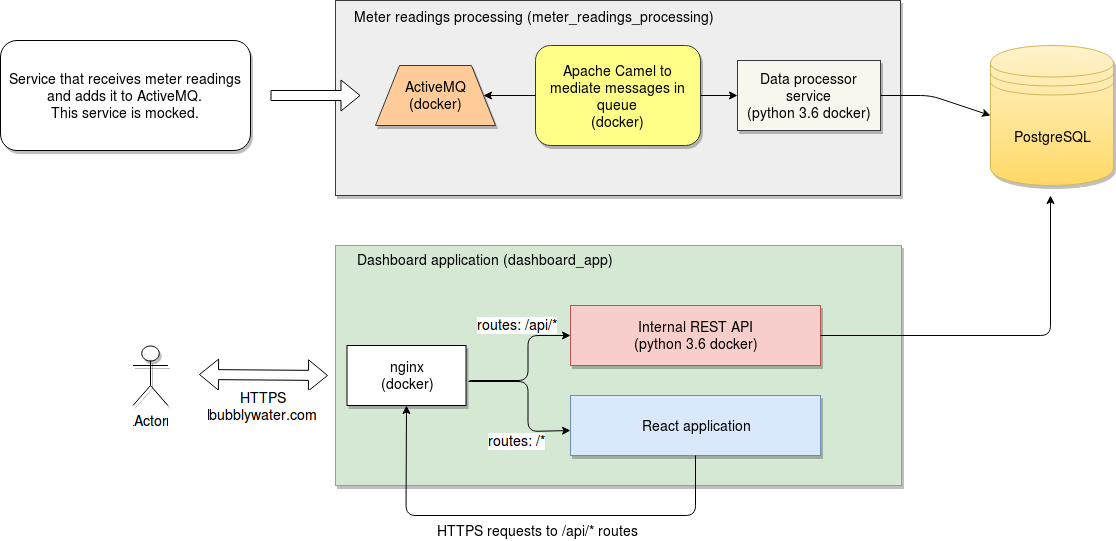 Meter readings processing (meter_readings_processing)
Service that receives meter readings
and adds it to ActiveMQ.
This service is mocked.
ActiveMQ
(docker)
Apache Camel to
mediate messages in
queue
(docker)
Data processor
service
(python 3.6 docker)
PostgreSQL
Dashboard application (dashboard_app)
routes: /api/*
Internal REST API
(python 3.6 docker)
nginx
(docker)
HTTPS
bubblywater.com
Actor
routes: /*
React application
HTTPS requests to /api/* routes